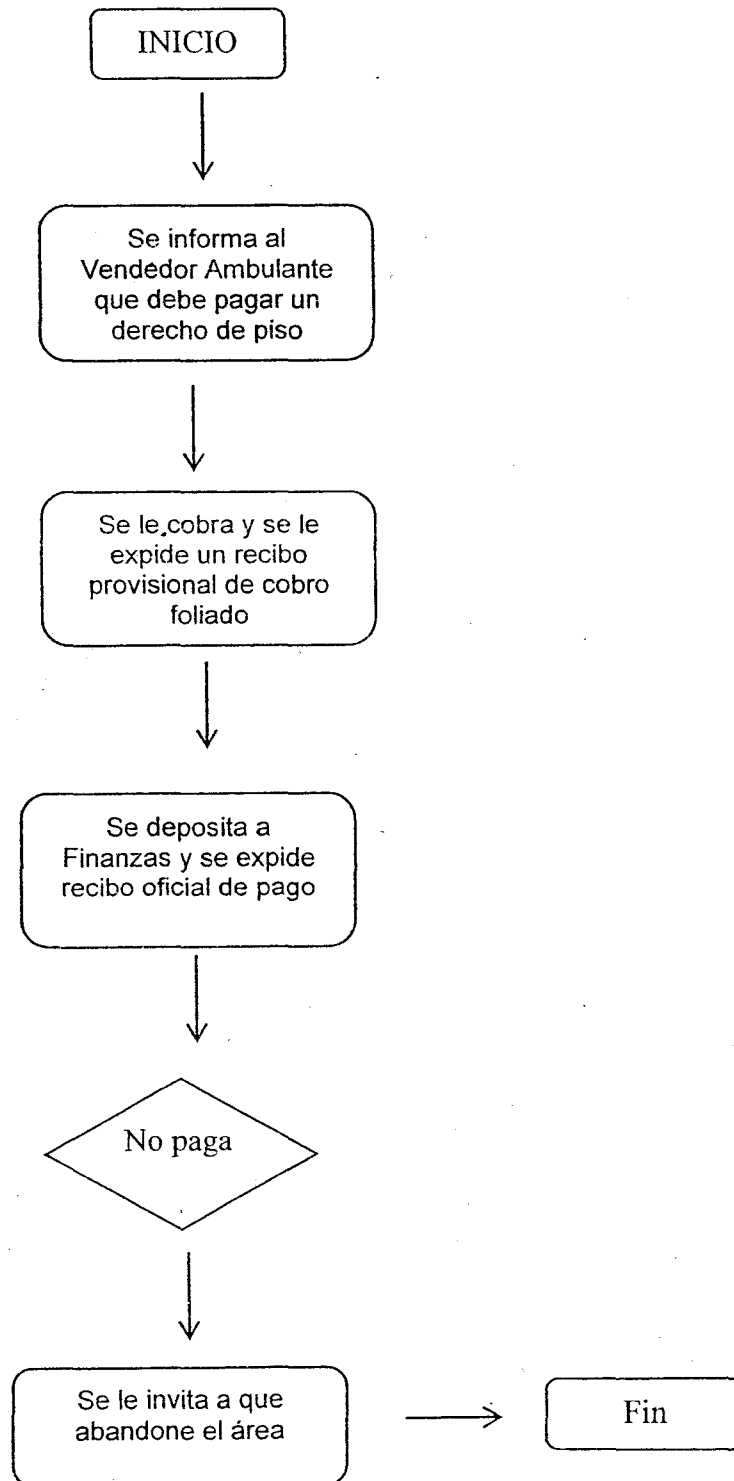 INICIO
Se informa al
Vendedor Ambulante
que debe pagar un
derecho de piso
Se le cobra y se le
expide un recibo
provisional de cobro
foliado
Se deposita a
Finanzas y se expide
recibo oficial de pago
No paga
Se le invita a que
abandone el área
Fin